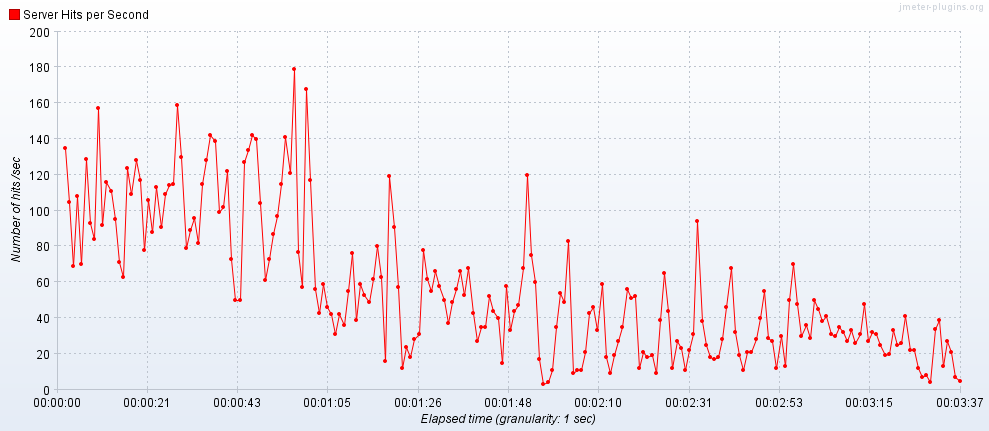 Server Hits per Second
jmeter-plugins.org
200
180
160
140
120
100
80
60
40
20
0
Number of hits /sec
00:00:00 00:00:21 00:00:43 00:01:05 00:01:26 00:01:48 00:02:10 00:02:31 00:02:53 00:03:15 00:03:37
Elapsed time (granularity: 1 sec)